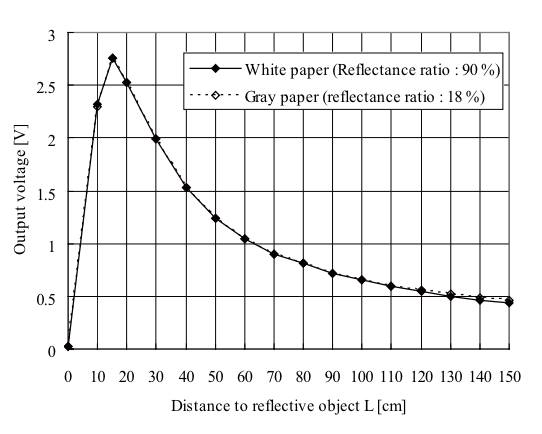 3
White paper (Reflectance ratio : 90 %)
Gray paper (reflectance ratio : 18 %)
2.5
2
1.5
1
0.5
0
Output voltage [V]
0 10 20 30 40 50 60 70 80 90 100 110 120 130 140 150
Distance to reflective object L [cm]